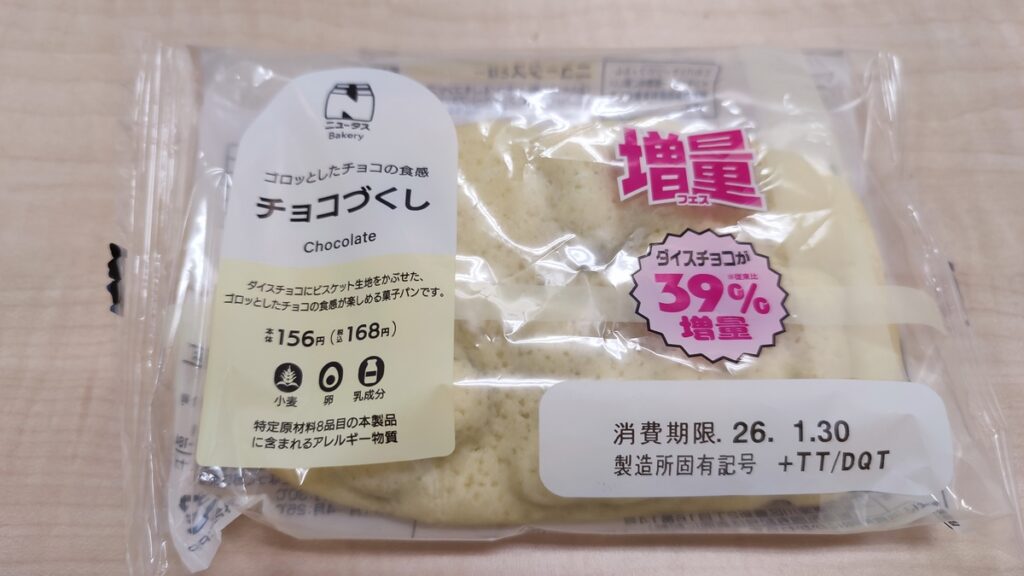 ニューデス
Bakery
ゴロッとしたチョコの食感
チョコづくし
Chocolate
ダイスチョコにビスケット生地をかぶせた、
ゴロッとしたチョコの食感が楽しめる菓子パンです。
本体156円(税込168円)
小麦 卵 乳成分
特定原材料8品目の本製品
に含まれるアレルギー物質
増量
フェス
ダイスチョコが
※従来比
39%
増量
消費期限. 26. 1.30
製造所固有記号 +TT/DQT